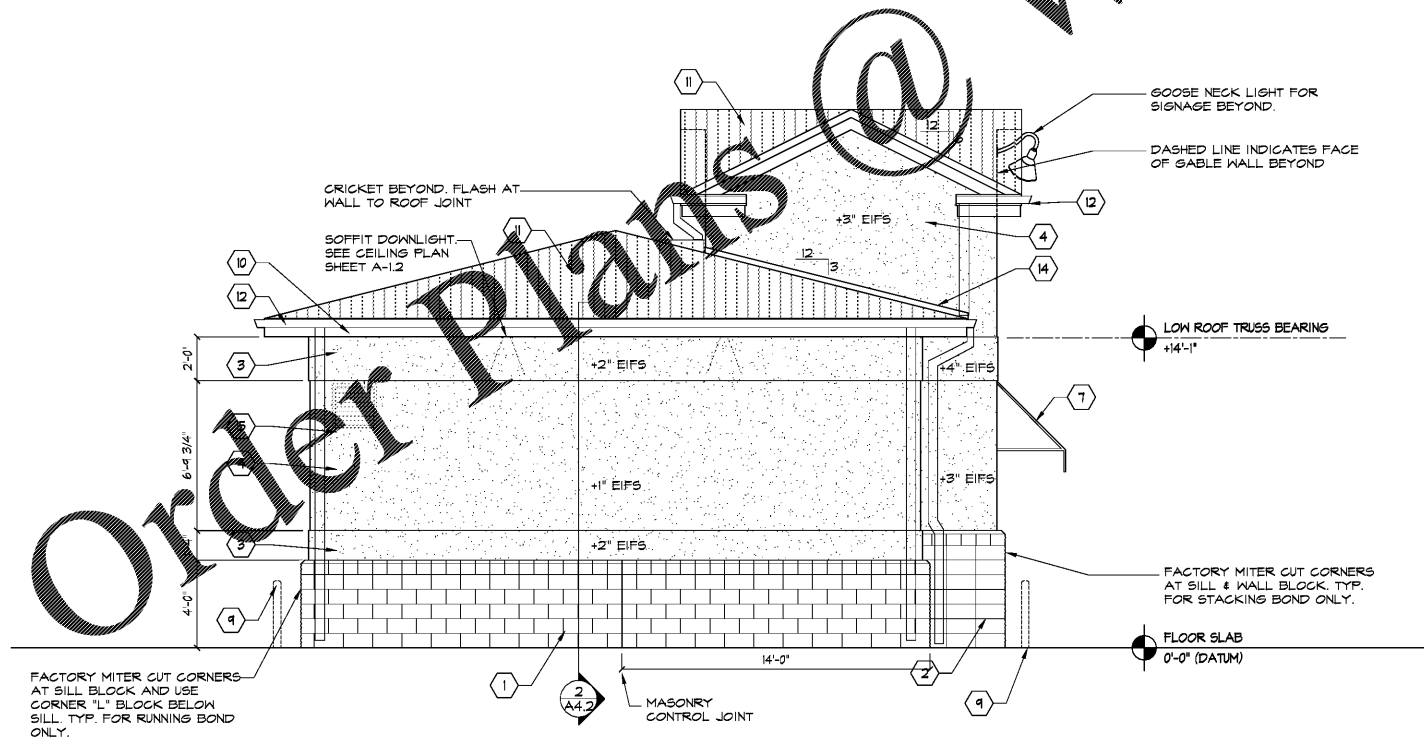 Order Plans @
11
GOOSE NECK LIGHT FOR
SIGNAGE BEYOND.
12
DASHED LINE INDICATES FACE
OF GABLE WALL BEYOND
CRICKET BEYOND. FLASH AT
WALL TO ROOF JOINT
12
+3" EIFS
4
SOFFIT DOWNLIGHT.
SEE CEILING PLAN
SHEET A-1.2
11
12
3
14
10
12
LOW ROOF TRUSS BEARING
+14'-1"
2'-0"
3
+2" EIFS
+4" EIFS
7
5
6'-9 3/4"
4
+1" EIFS
+3" EIFS
3
+2" EIFS
FACTORY MITER CUT CORNERS
AT SILL & WALL BLOCK. TYP.
FOR STACKING BOND ONLY.
4'-0"
9
FLOOR SLAB
0'-0" (DATUM)
14'-0"
FACTORY MITER CUT CORNERS
AT SILL BLOCK AND USE
CORNER "L" BLOCK BELOW
SILL. TYP. FOR RUNNING BOND
ONLY.
1
2
A4.2
MASONRY
CONTROL JOINT
2
9